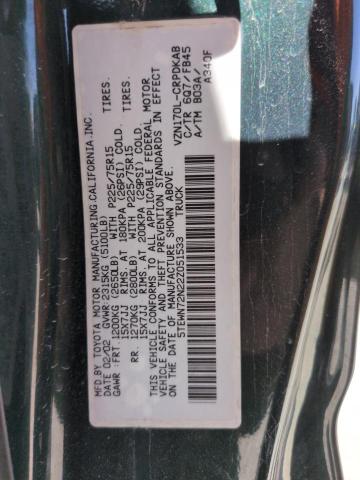 MFD.BY:TOYOTA MOTOR MANUFACTURING,CALIFORNIA,INC.
DATE 02/02 GVWR:2315KG (5100LB)
GAWR :FRT.1200KG (2650LB) WITH P225/75R15 TIRES.
15X7JJ RIMS. AT 180KPA (26PSI) COLD.
RR. 1270KG (2800LB) WITH P225/75R15 TIRES.
15X7JJ RIMS. AT 200KPA (29PSI) COLD.
THIS VEHICLE CONFORMS TO ALL APPLICABLE FEDERAL MOTOR
VEHICLE SAFETY AND THEFT PREVENTION STANDARDS IN EFFECT
ON THE DATE OF MANUFACTURE SHOWN ABOVE.
5TEWN72N22Z051533 TRUCK
VZN170L-CRPDKAB
C/TR 6Q7/FB45
A/TM B03A/
A340F